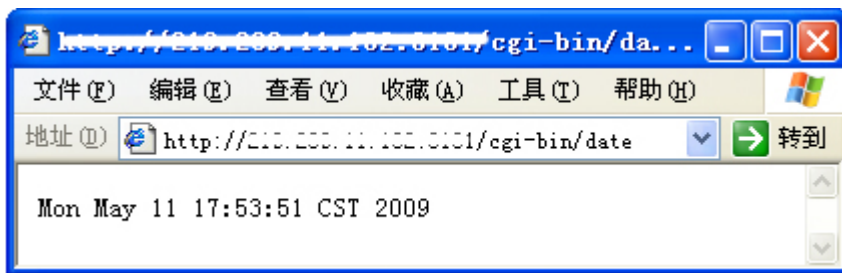 /cgi-bin/da...
文件(F) 编辑(E) 查看(V) 收藏(A) 工具(T) 帮助(H)
地址(D) http:// /cgi-bin/date 转到
Mon May 11 17:53:51 CST 2009